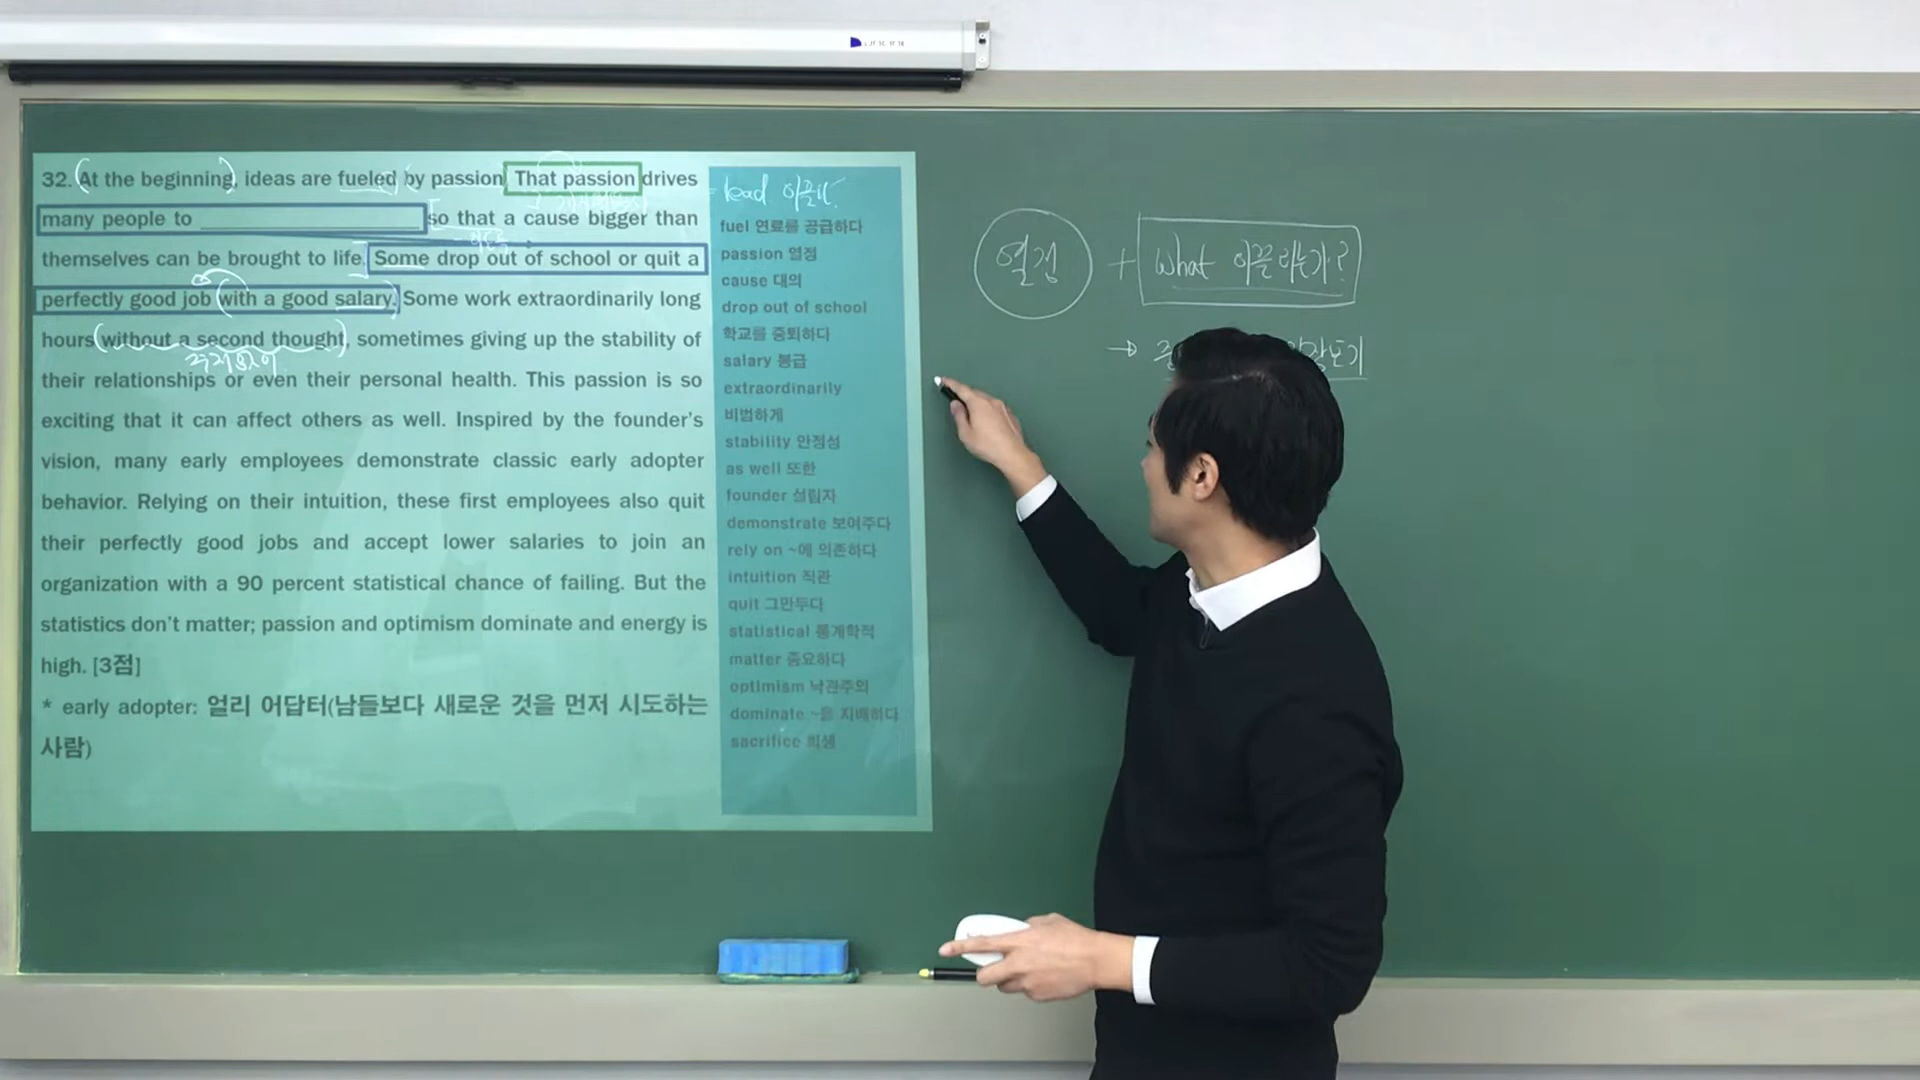 32. At the beginning, ideas are fueled by passion. That passion drives
many people to ____________________ so that a cause bigger than
themselves can be brought to life. Some drop out of school or quit a
perfectly good job with a good salary. Some work extraordinarily long
hours without a second thought, sometimes giving up the stability of
their relationships or even their personal health. This passion is so
exciting that it can affect others as well. Inspired by the founder's
vision, many early employees demonstrate classic early adopter
behavior. Relying on their intuition, these first employees also quit
their perfectly good jobs and accept lower salaries to join an
organization with a 90 percent statistical chance of failing. But the
statistics don't matter; passion and optimism dominate and energy is
high. [3점]
* early adopter: 얼리 어답터(남들보다 새로운 것을 먼저 시도하는
사람)
= lead 이끌다.
fuel 연료를 공급하다
passion 열정
cause 대의
drop out of school
학교를 중퇴하다
salary 봉급
extraordinarily
비범하게
stability 안정성
as well 또한
founder 설립자
demonstrate 보여주다
rely on ~에 의존하다
intuition 직관
quit 그만두다
statistical 통계학적
matter 중요하다
optimism 낙관주의
dominate ~을 지배하다
sacrifice 희생
주저없이
열정 + What 이끌리는가?
→